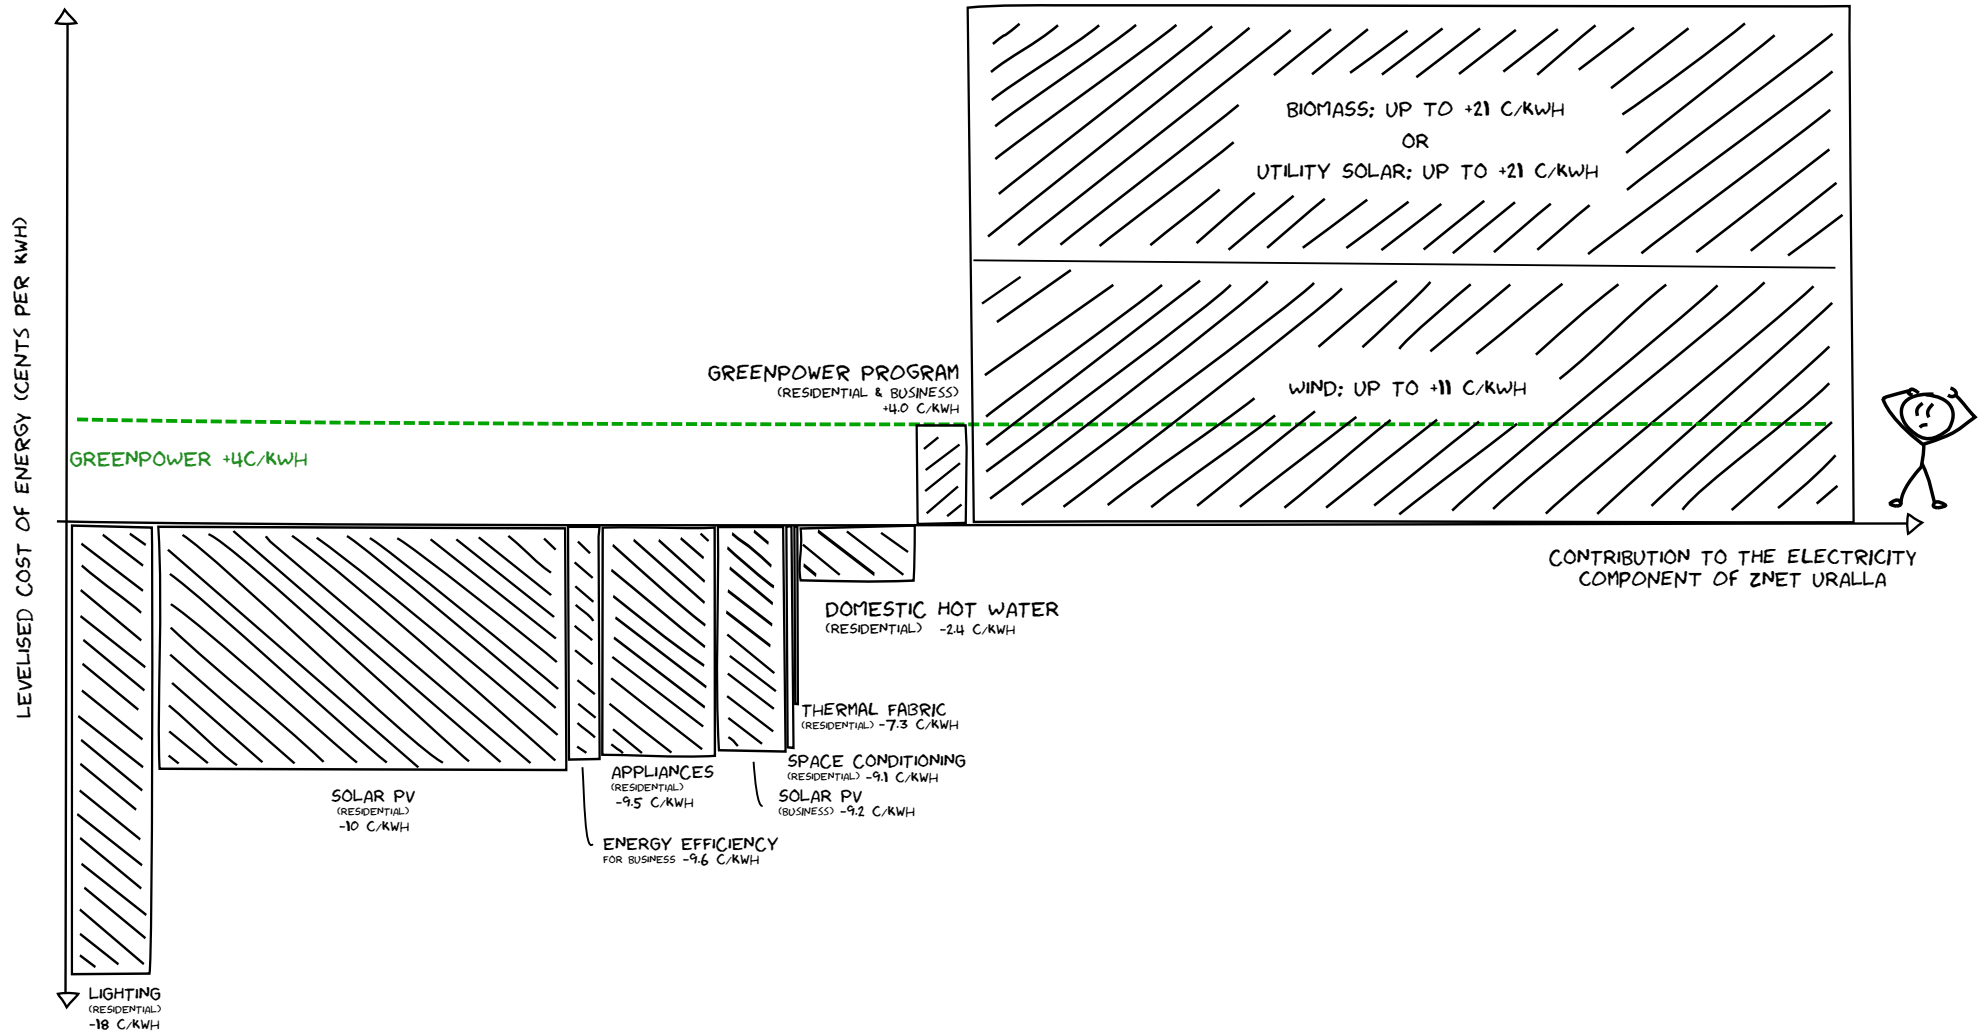 LEVELISED COST OF ENERGY (CENTS PER KWH)
BIOMASS: UP TO +21 C/KWH
OR
UTILITY SOLAR: UP TO +21 C/KWH
WIND: UP TO +11 C/KWH
GREENPOWER PROGRAM
(RESIDENTIAL & BUSINESS)
+4.0 C/KWH
GREENPOWER +4C/KWH
CONTRIBUTION TO THE ELECTRICITY
COMPONENT OF ZNET URALLA
DOMESTIC HOT WATER
(RESIDENTIAL) -2.4 C/KWH
THERMAL FABRIC
(RESIDENTIAL) -7.3 C/KWH
SPACE CONDITIONING
(RESIDENTIAL) -9.1 C/KWH
SOLAR PV
(BUSINESS) -9.2 C/KWH
APPLIANCES
(RESIDENTIAL)
-9.5 C/KWH
ENERGY EFFICIENCY
FOR BUSINESS -9.6 C/KWH
SOLAR PV
(RESIDENTIAL)
-10 C/KWH
LIGHTING
(RESIDENTIAL)
-18 C/KWH